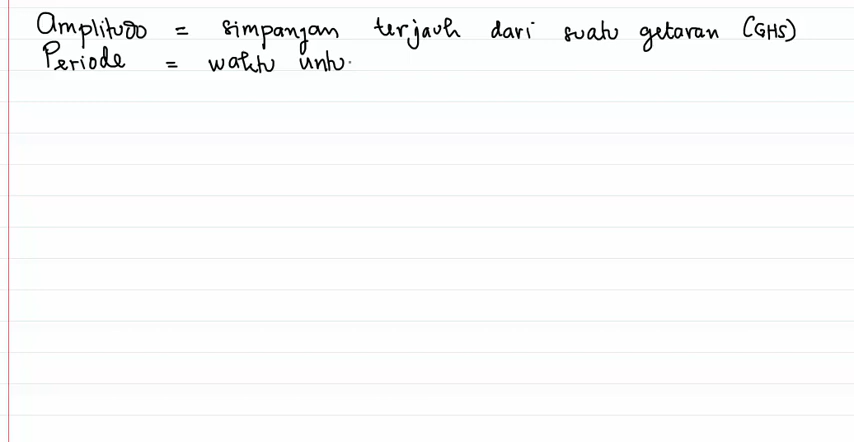 Amplitudo = simpangan terjauh dari suatu getaran (GHS)
Periode = waktu untu